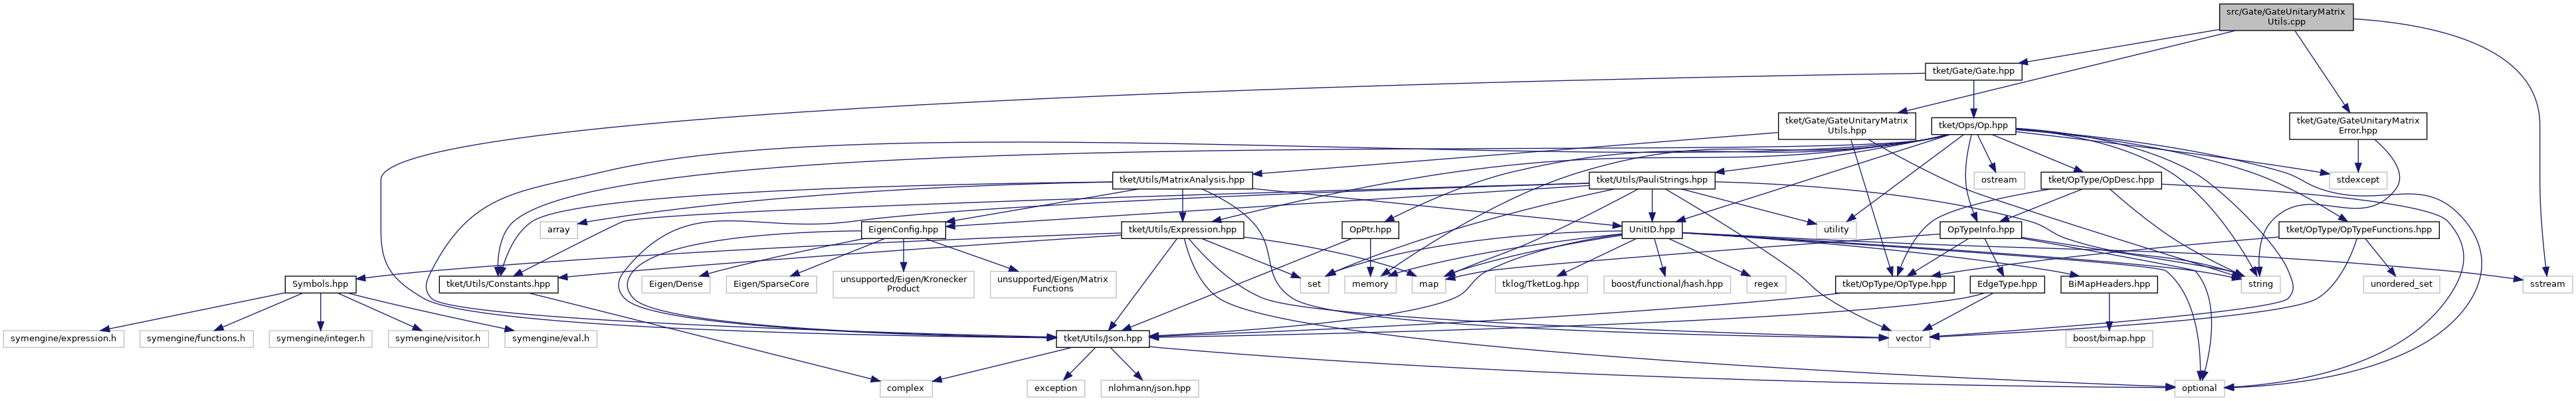 src/Gate/GateUnitaryMatrix
Utils.cpp
tket/Gate/Gate.hpp
tket/Gate/GateUnitaryMatrix
Utils.hpp
tket/Ops/Op.hpp
tket/Gate/GateUnitaryMatrix
Error.hpp
tket/Utils/MatrixAnalysis.hpp
tket/Utils/PauliStrings.hpp
ostream
tket/OpType/OpDesc.hpp
stdexcept
array
EigenConfig.hpp
tket/Utils/Expression.hpp
OpPtr.hpp
utility
UnitID.hpp
OpTypeInfo.hpp
tket/OpType/OpTypeFunctions.hpp
Symbols.hpp
tket/Utils/Constants.hpp
Eigen/Dense
Eigen/SparseCore
unsupported/Eigen/Kronecker
Product
unsupported/Eigen/Matrix
Functions
set
memory
map
tklog/TketLog.hpp
boost/functional/hash.hpp
regex
tket/OpType/OpType.hpp
EdgeType.hpp
BiMapHeaders.hpp
string
unordered_set
sstream
symengine/expression.h
symengine/functions.h
symengine/integer.h
symengine/visitor.h
symengine/eval.h
tket/Utils/Json.hpp
vector
boost/bimap.hpp
complex
exception
nlohmann/json.hpp
optional